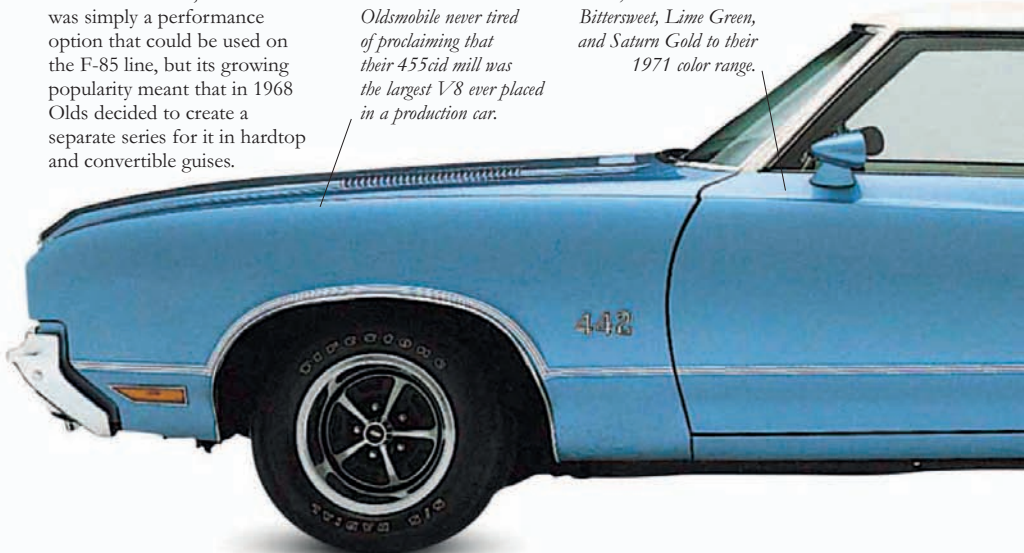 was simply a performance
option that could be used on
the F-85 line, but its growing
popularity meant that in 1968
Olds decided to create a
separate series for it in hardtop
and convertible guises.
Oldsmobile never tired
of proclaiming that
their 455cid mill was
the largest V8 ever placed
in a production car.
Bittersweet, Lime Green,
and Saturn Gold to their
1971 color range.
442
Firestone
RADIAL